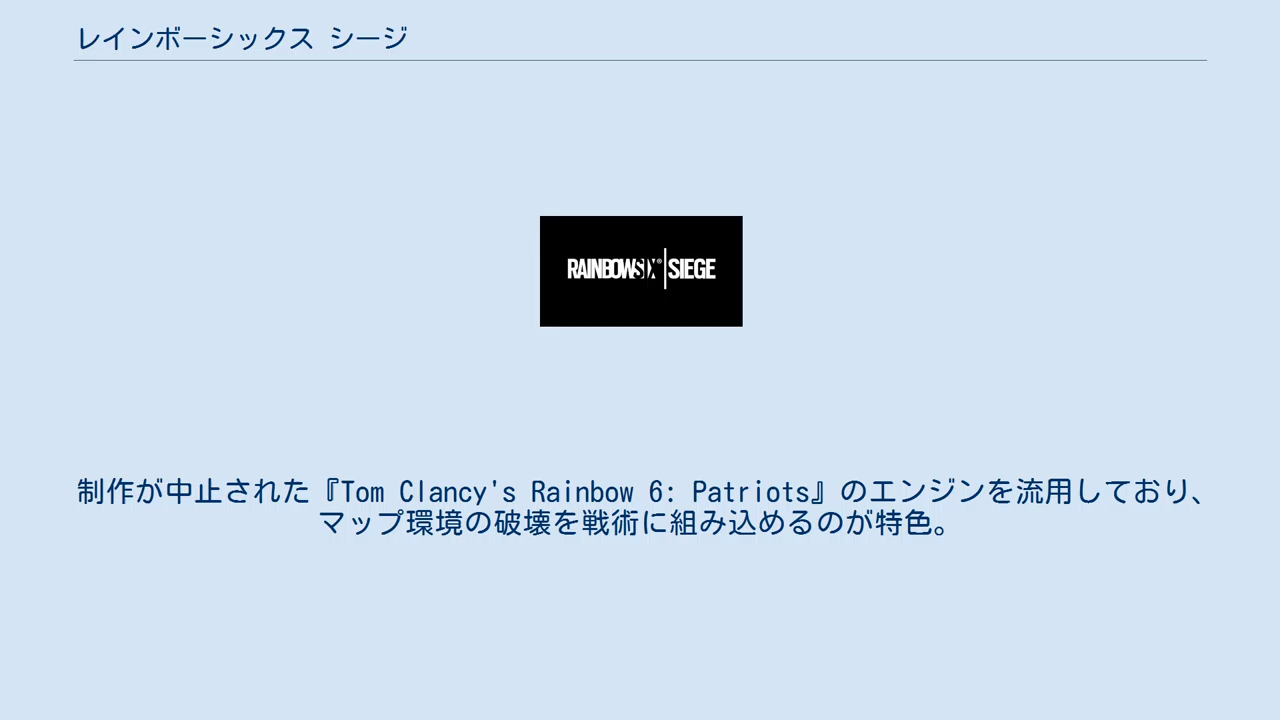 レインボーシックス シージ
RAINBOWSIX® SIEGE
制作が中止された『Tom Clancy's Rainbow 6: Patriots』のエンジンを流用しており、
マップ環境の破壊を戦術に組み込めるのが特色。